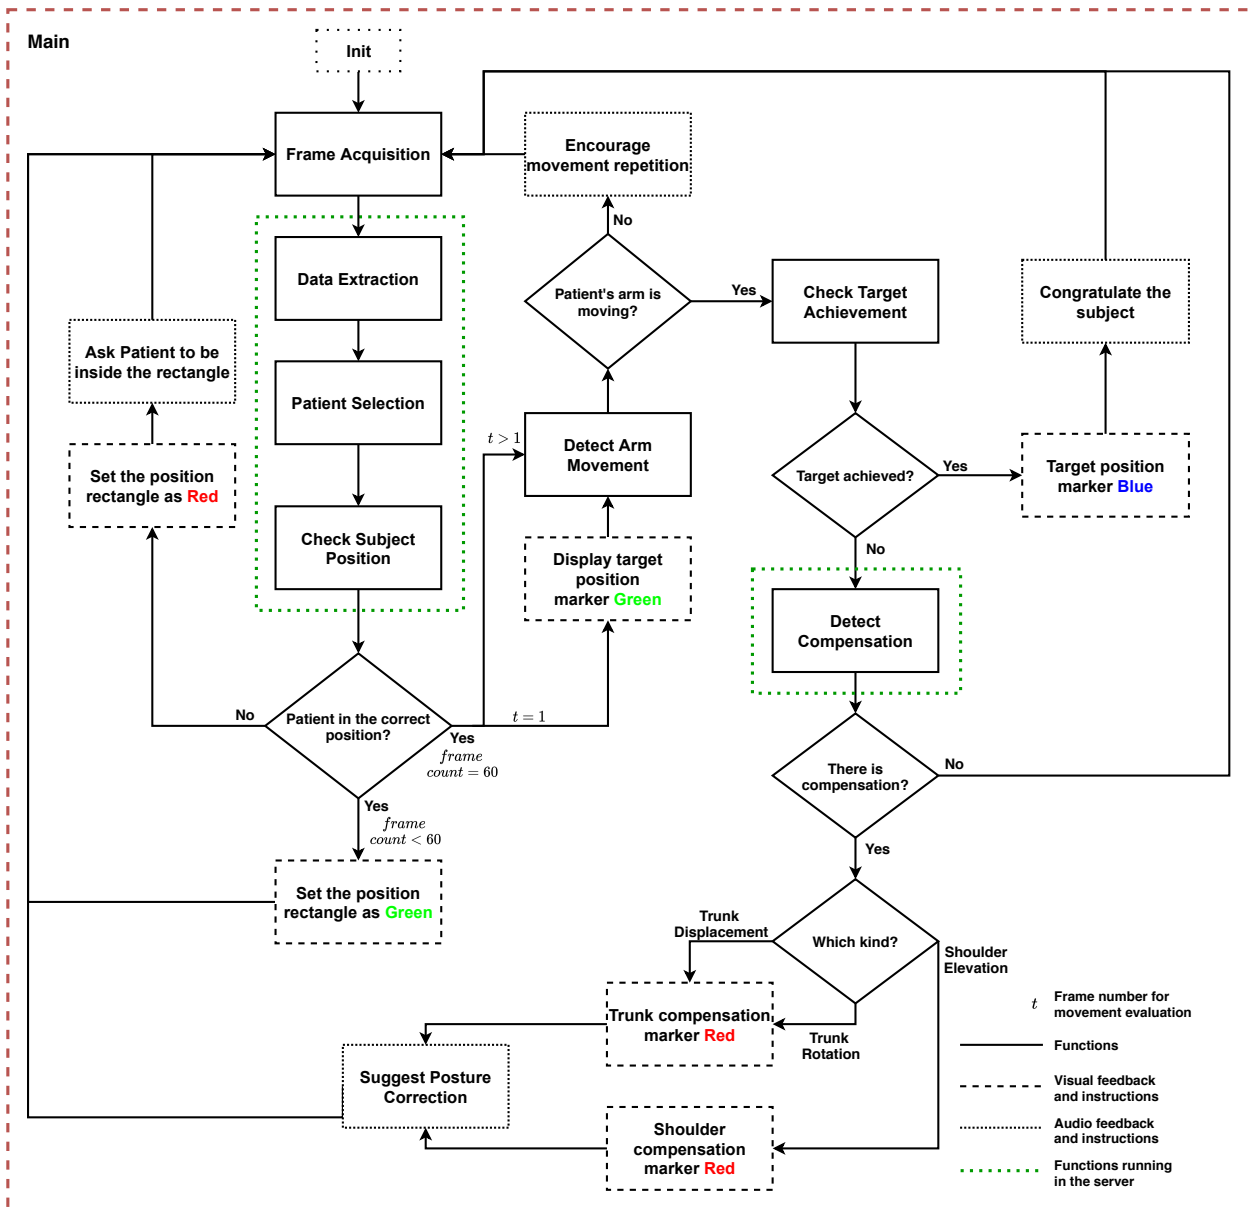 Main
Init
Frame Acquisition
Encourage
movement repetition
No
Data Extraction
Patient's arm is
moving?
Yes
Check Target
Achievement
Congratulate the
subject
Ask Patient to be
inside the rectangle
Patient Selection
t > 1
Detect Arm
Movement
Set the position
rectangle as Red
Target achieved?
Yes
Target position
marker Blue
Check Subject
Position
No
Display target
position
marker Green
Detect
Compensation
No
Patient in the correct
position?
t = 1
Yes
frame
count = 60
There is
compensation?
No
Yes
frame
count < 60
Yes
Set the position
rectangle as Green
Trunk
Displacement
Which kind?
Shoulder
Elevation
Trunk compensation
marker Red
Trunk
Rotation
Suggest Posture
Correction
Shoulder
compensation
marker Red
t Frame number for
movement evaluation
Functions
Visual feedback
and instructions
Audio feedback
and instructions
Functions running
in the server